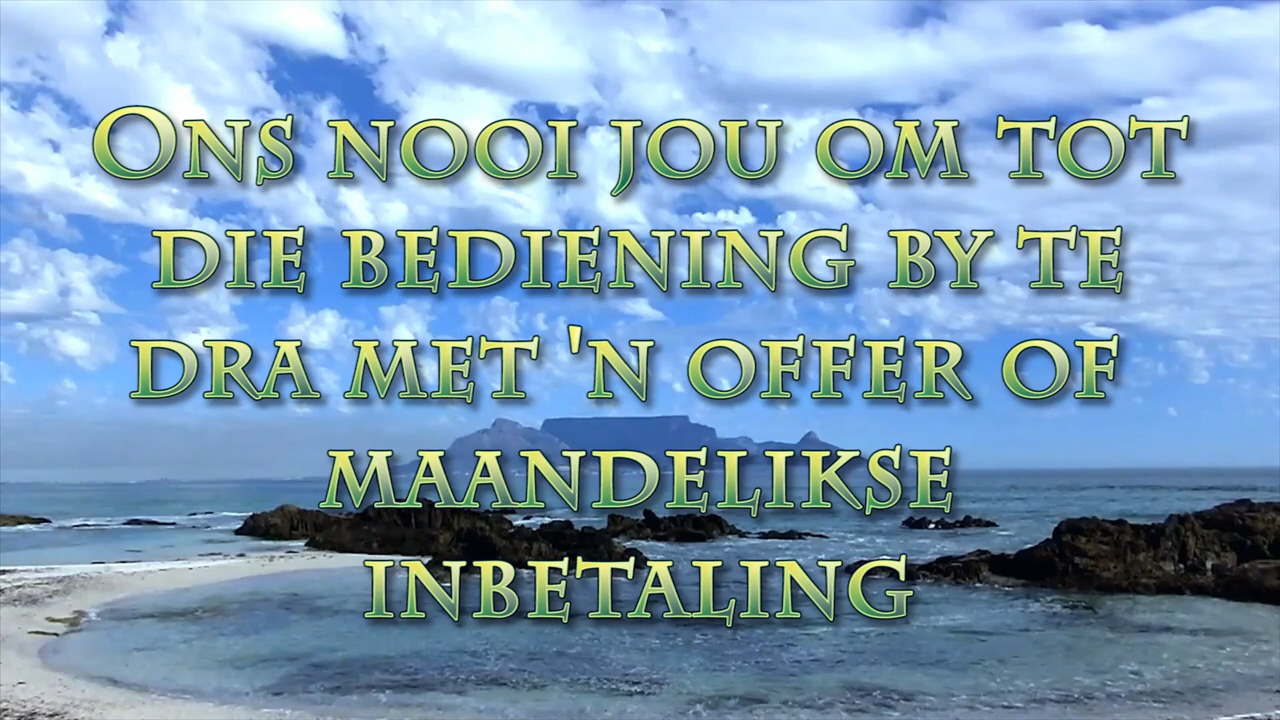 Ons nooi jou om tot
die bediening by te
dra met 'n offer of
maandelikse
inbetaling